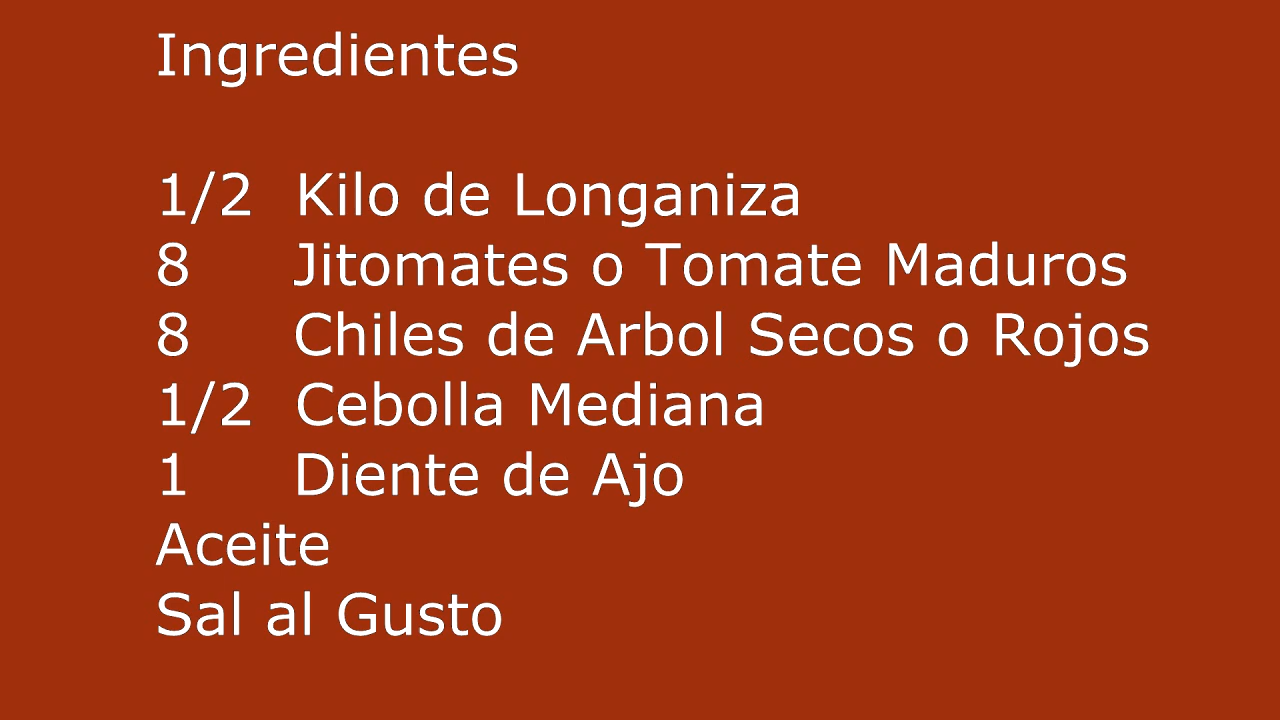 Ingredientes
1/2 Kilo de Longaniza
8 Jitomates o Tomate Maduros
8 Chiles de Arbol Secos o Rojos
1/2 Cebolla Mediana
1 Diente de Ajo
Aceite
Sal al Gusto